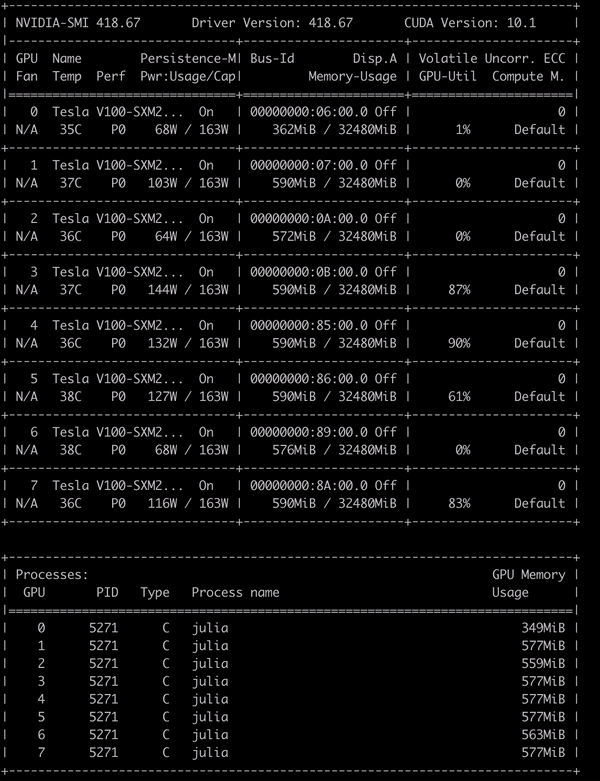 NVIDIA-SMI 418.67 Driver Version: 418.67 CUDA Version: 10.1
GPU Name Persistence-M| Bus-Id Disp.A | Volatile Uncorr. ECC
Fan Temp Perf Pwr:Usage/Cap| Memory-Usage | GPU-Util Compute M.
0 Tesla V100-SXM2... On | 00000000:06:00.0 Off | 0
N/A 35C P0 68W / 163W | 362MiB / 32480MiB | 1% Default
1 Tesla V100-SXM2... On | 00000000:07:00.0 Off | 0
N/A 37C P0 103W / 163W | 590MiB / 32480MiB | 0% Default
2 Tesla V100-SXM2... On | 00000000:0A:00.0 Off | 0
N/A 36C P0 64W / 163W | 572MiB / 32480MiB | 0% Default
3 Tesla V100-SXM2... On | 00000000:0B:00.0 Off | 0
N/A 37C P0 144W / 163W | 590MiB / 32480MiB | 87% Default
4 Tesla V100-SXM2... On | 00000000:85:00.0 Off | 0
N/A 36C P0 132W / 163W | 590MiB / 32480MiB | 90% Default
5 Tesla V100-SXM2... On | 00000000:86:00.0 Off | 0
N/A 38C P0 127W / 163W | 590MiB / 32480MiB | 61% Default
6 Tesla V100-SXM2... On | 00000000:89:00.0 Off | 0
N/A 38C P0 68W / 163W | 576MiB / 32480MiB | 0% Default
7 Tesla V100-SXM2... On | 00000000:8A:00.0 Off | 0
N/A 36C P0 116W / 163W | 590MiB / 32480MiB | 83% Default
Processes: GPU Memory
GPU PID Type Process name Usage
0 5271 C julia 349MiB
1 5271 C julia 577MiB
2 5271 C julia 559MiB
3 5271 C julia 577MiB
4 5271 C julia 577MiB
5 5271 C julia 577MiB
6 5271 C julia 563MiB
7 5271 C julia 577MiB